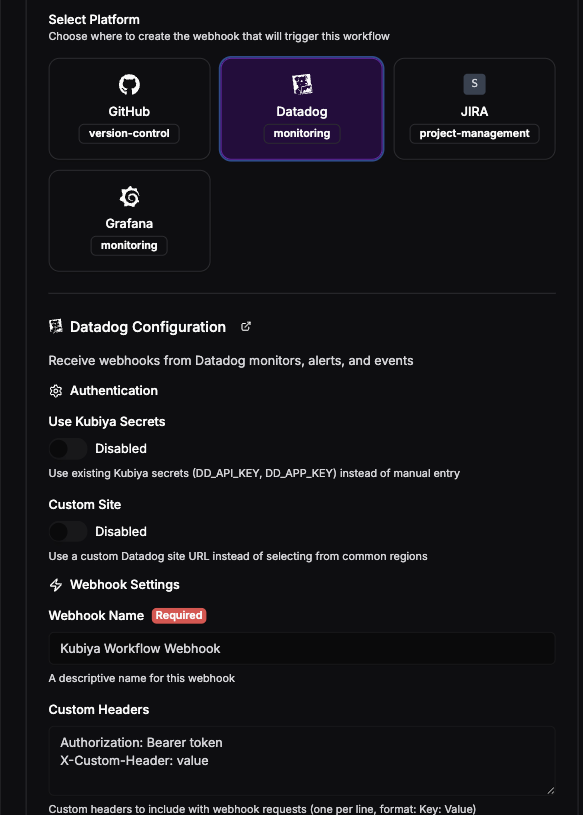 Select Platform
Choose where to create the webhook that will trigger this workflow
GitHub
version-control
Datadog
monitoring
S
JIRA
project-management
Grafana
monitoring
Datadog Configuration
Receive webhooks from Datadog monitors, alerts, and events
Authentication
Use Kubiya Secrets
Disabled
Use existing Kubiya secrets (DD_API_KEY, DD_APP_KEY) instead of manual entry
Custom Site
Disabled
Use a custom Datadog site URL instead of selecting from common regions
Webhook Settings
Webhook Name Required
Kubiya Workflow Webhook
A descriptive name for this webhook
Custom Headers
Authorization: Bearer token
X-Custom-Header: value
Custom headers to include with webhook requests (one per line, format: Key: Value)